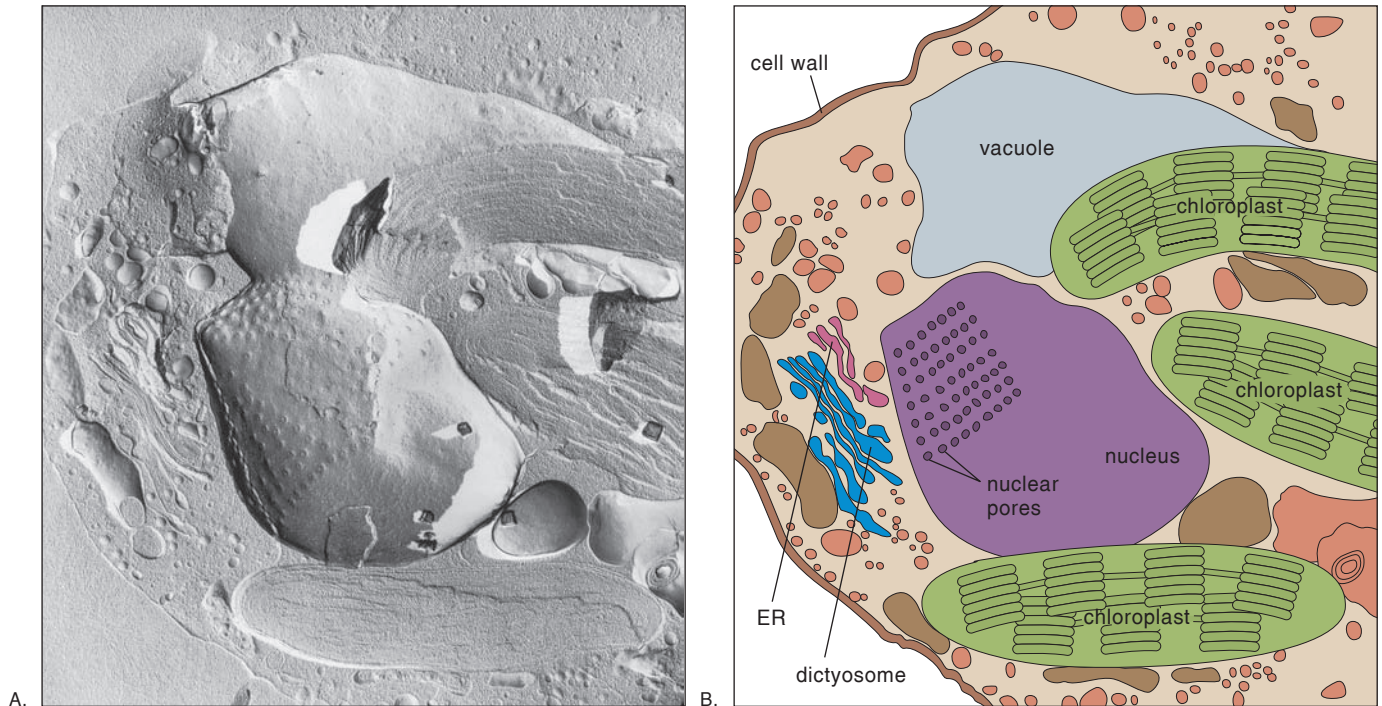 cell wall
vacuole
chloroplast
chloroplast
nucleus
nuclear
pores
ER
chloroplast
dictyosome
A.
B.